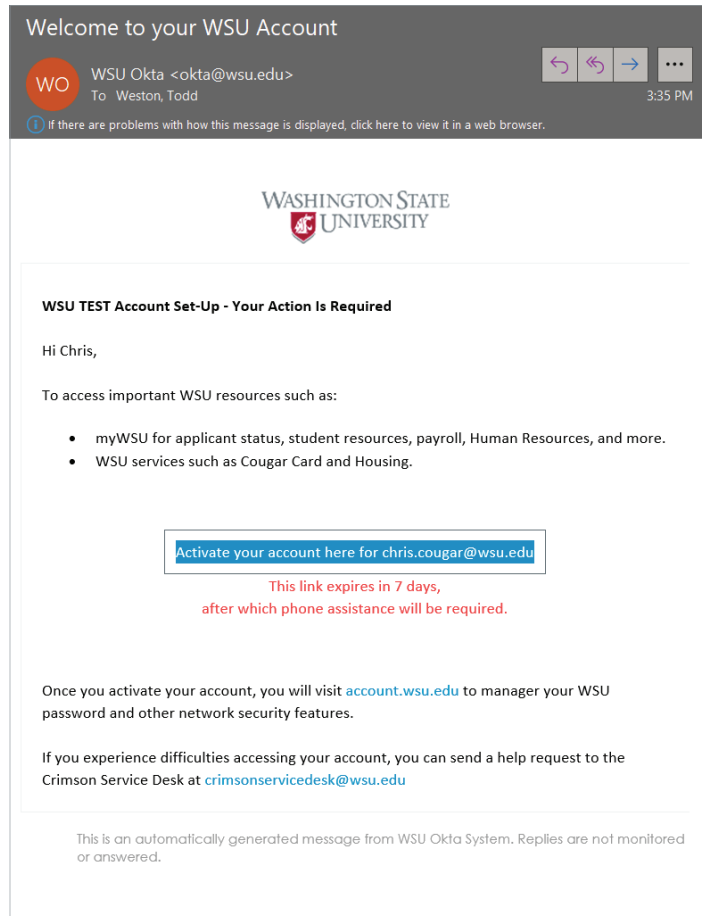 Welcome to your WSU Account
WO
WSU Okta <okta@wsu.edu>
To Weston, Todd
3:35 PM
If there are problems with how this message is displayed, click here to view it in a web browser.
WASHINGTON STATE
UNIVERSITY
WSU TEST Account Set-Up - Your Action Is Required
Hi Chris,
To access important WSU resources such as:
• myWSU for applicant status, student resources, payroll, Human Resources, and more.
• WSU services such as Cougar Card and Housing.
Activate your account here for chris.cougar@wsu.edu
This link expires in 7 days,
after which phone assistance will be required.
Once you activate your account, you will visit account.wsu.edu to manager your WSU
password and other network security features.
If you experience difficulties accessing your account, you can send a help request to the
Crimson Service Desk at crimsonservicedesk@wsu.edu
This is an automatically generated message from WSU Okta System. Replies are not monitored
or answered.